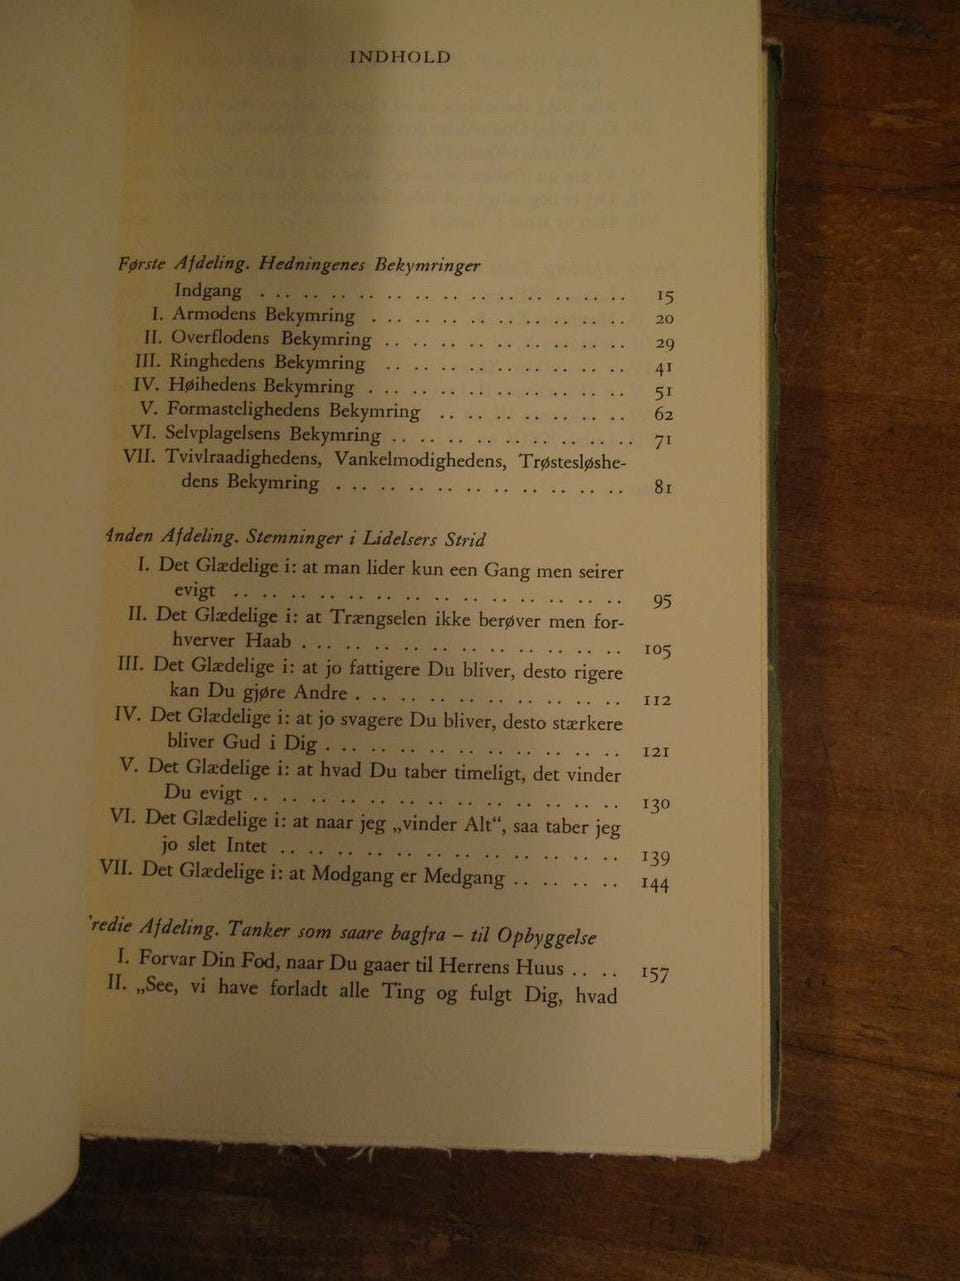 INDHOLD
Første Afdeling. Hedningenes Bekymringer
Indgang . . . . . . . . . . . . . . . . . . . . . . . . . . 15
I. Armodens Bekymring . . . . . . . . . . . . . . . . . . 20
II. Overflodens Bekymring . . . . . . . . . . . . . . . . . 29
III. Ringhedens Bekymring . . . . . . . . . . . . . . . . . 41
IV. Høihedens Bekymring . . . . . . . . . . . . . . . . . . 51
V. Formastelighedens Bekymring . . . . . . . . . . . . . 62
VI. Selvplagelsens Bekymring . . . . . . . . . . . . . . . . 71
VII. Tvivlraadighedens, Vankelmodighedens, Trøstesløshe-
dens Bekymring . . . . . . . . . . . . . . . . . . . . 81
Anden Afdeling. Stemninger i Lidelsers Strid
I. Det Glædelige i: at man lider kun een Gang men seirer
evigt . . . . . . . . . . . . . . . . . . . . . . . . . . . 95
II. Det Glædelige i: at Trængselen ikke berøver men for-
hverver Haab . . . . . . . . . . . . . . . . . . . . . . 105
III. Det Glædelige i: at jo fattigere Du bliver, desto rigere
kan Du gjøre Andre . . . . . . . . . . . . . . . . . . 112
IV. Det Glædelige i: at jo svagere Du bliver, desto stærkere
bliver Gud i Dig . . . . . . . . . . . . . . . . . . . . 121
V. Det Glædelige i: at hvad Du taber timeligt, det vinder
Du evigt . . . . . . . . . . . . . . . . . . . . . . . . . 130
VI. Det Glædelige i: at naar jeg „vinder Alt“, saa taber jeg
jo slet Intet . . . . . . . . . . . . . . . . . . . . . . . 139
VII. Det Glædelige i: at Modgang er Medgang . . . . . . . . 144
redie Afdeling. Tanker som saare bagfra – til Opbyggelse
I. Forvar Din Fod, naar Du gaaer til Herrens Huus . . . . 157
II. „See, vi have forladt alle Ting og fulgt Dig, hvad